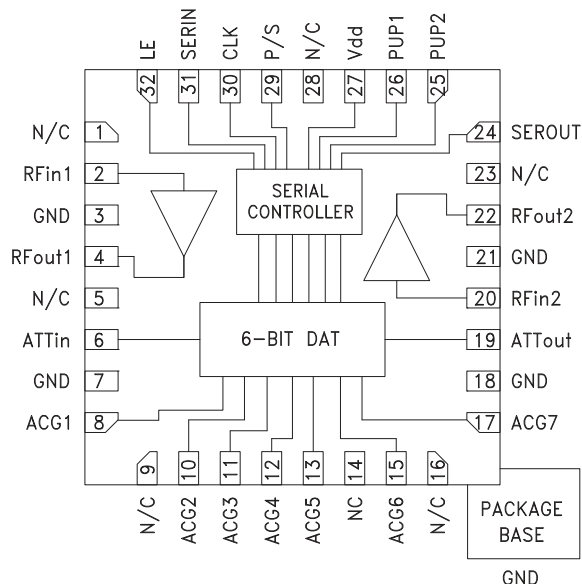 LE
SERIN
CLK
P/S
N/C
Vdd
PUP1
PUP2
32
31
30
29
28
27
26
25
N/C 1
RFin1 2
GND 3
RFout1 4
N/C 5
ATTin 6
GND 7
ACG1 8
SERIAL
CONTROLLER
6-BIT DAT
24 SEROUT
23 N/C
22 RFout2
21 GND
20 RFin2
19 ATTout
18 GND
17 ACG7
9
10
11
12
13
14
15
16
N/C
ACG2
ACG3
ACG4
ACG5
NC
ACG6
N/C
PACKAGE
BASE
GND